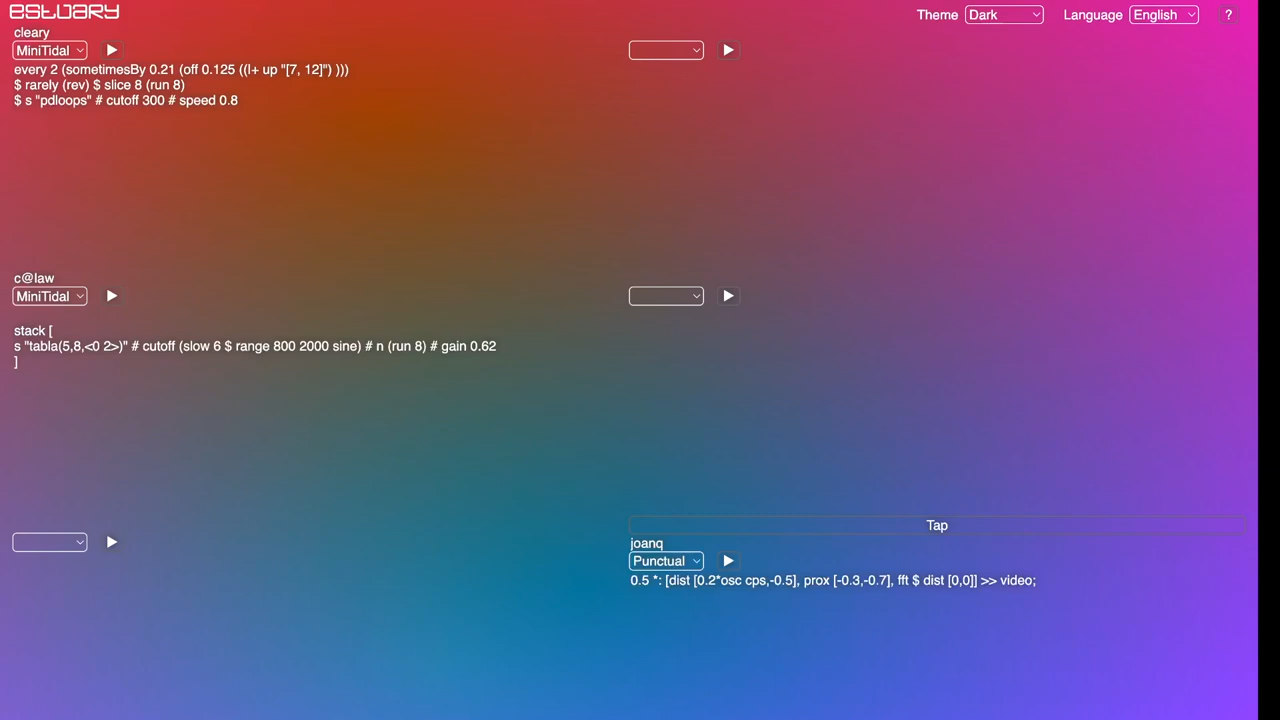 estuary
Theme Dark Language English ?
cleary
MiniTidal
every 2 (sometimesBy 0.21 (off 0.125 ((|+ up "[7, 12]") )))
$ rarely (rev) $ slice 8 (run 8)
$ s "pdloops" # cutoff 300 # speed 0.8
c@law
MiniTidal
stack [
s "tabla(5,8,<0 2>)" # cutoff (slow 6 $ range 800 2000 sine) # n (run 8) # gain 0.62
]
Tap
joanq
Punctual
0.5 *: [dist [0.2*osc cps,-0.5], prox [-0.3,-0.7], fft $ dist [0,0]] >> video;